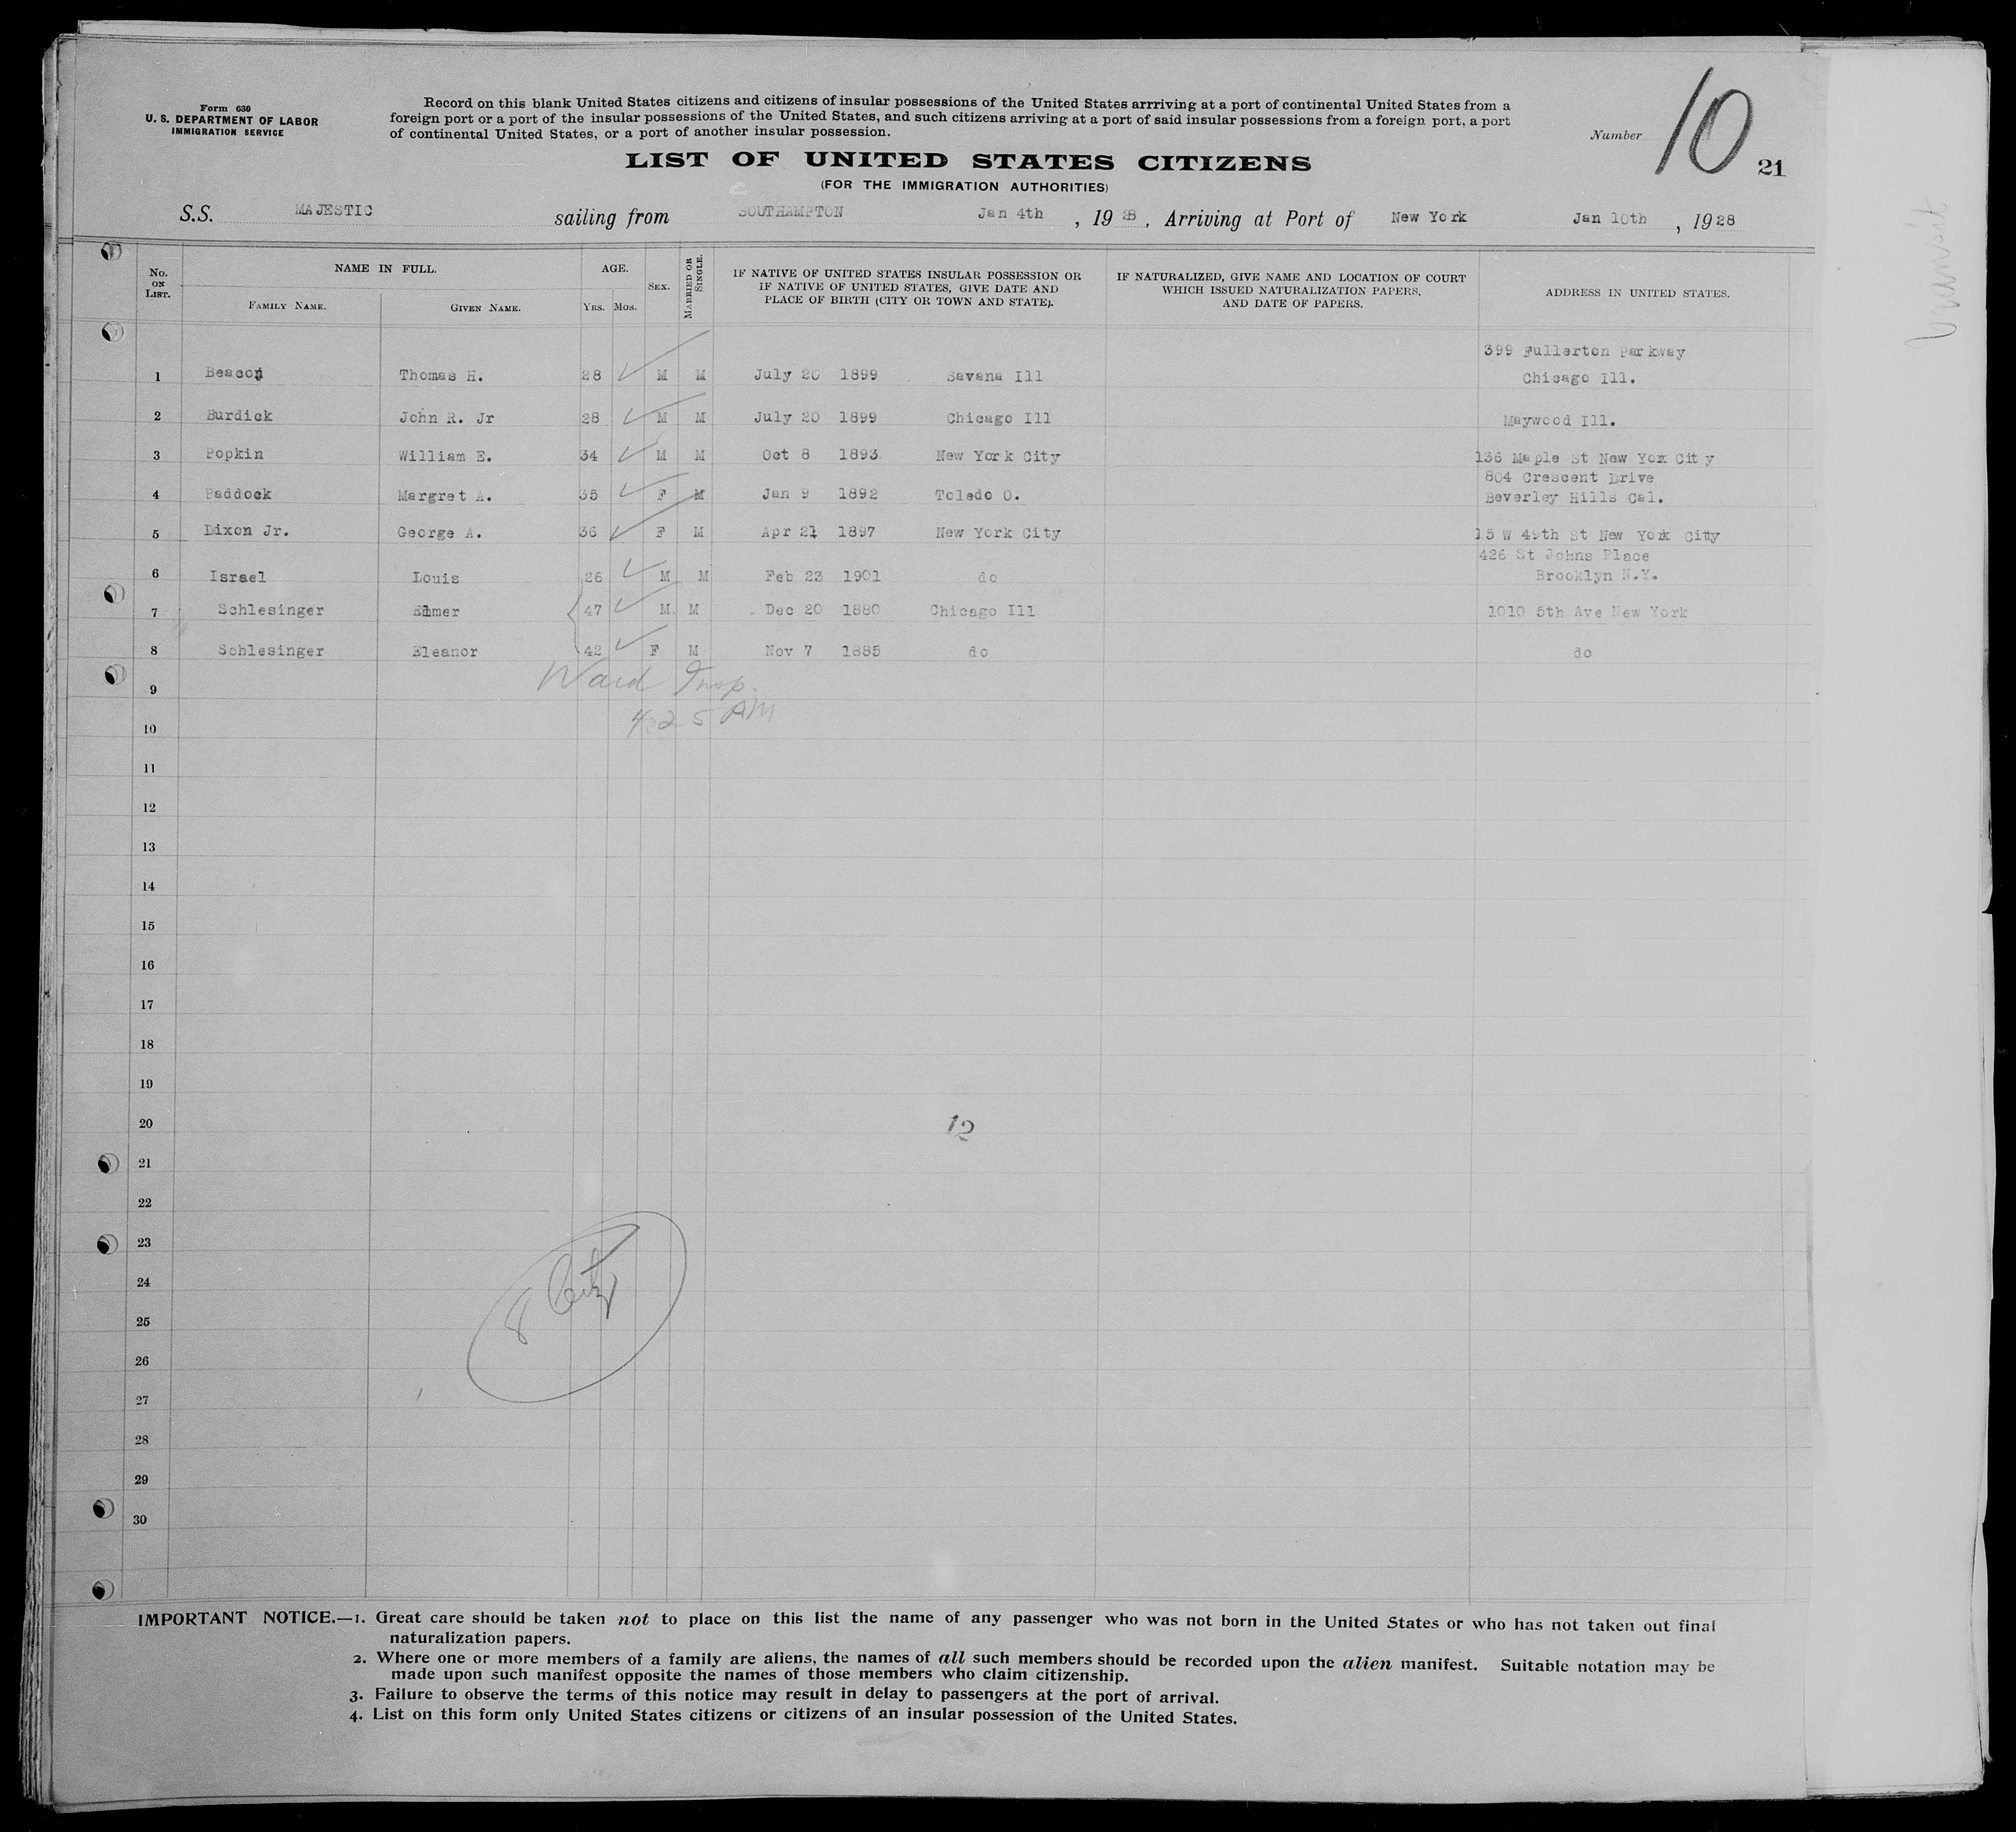 Form 630
U. S. DEPARTMENT OF LABOR
IMMIGRATION SERVICE
Record on this blank United States citizens and citizens of insular possessions of the United States arrriving at a port of continental United States from a
foreign port or a port of the insular possessions of the United States, and such citizens arriving at a port of said insular possessions from a foreign port, a port
of continental United States, or a port of another insular possession.
Number 10 21
LIST OF UNITED STATES CITIZENS
(FOR THE IMMIGRATION AUTHORITIES)
S.S. MAJESTIC sailing from SOUTHAMPTON Jan 4th , 19 28 , Arriving at Port of New York Jan 10th , 19 28
No. ON LIST. NAME IN FULL. FAMILY NAME. GIVEN NAME. AGE. YRS. MOS. SEX. MARRIED OR SINGLE. IF NATIVE OF UNITED STATES INSULAR POSSESSION OR IF NATIVE OF UNITED STATES, GIVE DATE AND PLACE OF BIRTH (CITY OR TOWN AND STATE). IF NATURALIZED, GIVE NAME AND LOCATION OF COURT WHICH ISSUED NATURALIZATION PAPERS, AND DATE OF PAPERS. ADDRESS IN UNITED STATES.
399 Fullerton Parkway
1 Beacon Thomas H. 28 M M July 20 1899 Savana Ill Chicago Ill.
2 Burdick John R. Jr 28 M M July 20 1899 Chicago Ill Maywood Ill.
3 Popkin William E. 34 M M Oct 8 1893 New York City 136 Maple St New York City
804 Crescent Drive
4 Paddock Margret A. 35 F M Jan 9 1892 Toledo O. Beverley Hills Cal.
5 Dixon Jr. George A. 36 F M Apr 21 1897 New York City 15 W 49th St New York City
426 St Johns Place
6 Israel Louis 26 M M Feb 23 1901 do Brooklyn N.Y.
7 Schlesinger Elmer 47 M. M Dec 20 1880 Chicago Ill 1010 5th Ave New York
8 Schlesinger Eleanor 42 F M Nov 7 1885 do do
Ward Insp.
9
4:25 AM
10
11
12
13
14
15
16
17
18
19
20 12
21
22
23
24
8 Citz
25
26
27
28
29
30
IMPORTANT NOTICE.—1. Great care should be taken not to place on this list the name of any passenger who was not born in the United States or who has not taken out final
naturalization papers.
2. Where one or more members of a family are aliens, the names of all such members should be recorded upon the alien manifest. Suitable notation may be
made upon such manifest opposite the names of those members who claim citizenship.
3. Failure to observe the terms of this notice may result in delay to passengers at the port of arrival.
4. List on this form only United States citizens or citizens of an insular possession of the United States.
transit